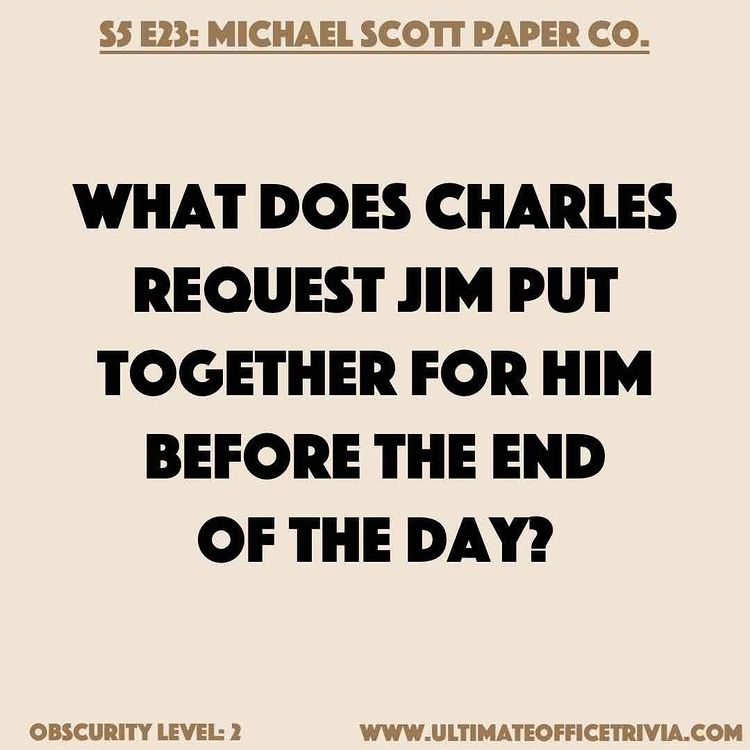 S5 E23: MICHAEL SCOTT PAPER CO.
WHAT DOES CHARLES
REQUEST JIM PUT
TOGETHER FOR HIM
BEFORE THE END
OF THE DAY?
OBSCURITY LEVEL: 2
WWW.ULTIMATEOFFICETRIVIA.COM